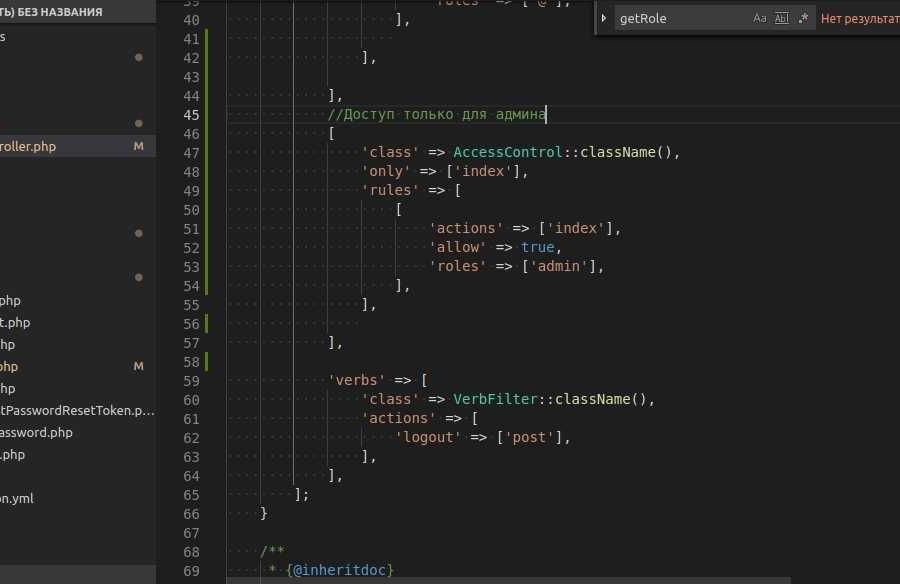 ТЬ) БЕЗ НАЗВАНИЯ
s
roller.php M
php
t.php
hp
php M
hp
tPasswordResetToken.p...
assword.php
.php
on.yml
getRole Aa Abl .* Нет результат
39 'roles' => ['@'],
40 ],
41
42 ],
43
44 ],
45 //Доступ только для админа
46 [
47 'class' => AccessControl::className(),
48 'only' => ['index'],
49 'rules' => [
50 [
51 'actions' => ['index'],
52 'allow' => true,
53 'roles' => ['admin'],
54 ],
55 ],
56
57 ],
58
59 'verbs' => [
60 'class' => VerbFilter::className(),
61 'actions' => [
62 'logout' => ['post'],
63 ],
64 ],
65 ];
66 }
67
68 /**
69 * {@inheritdoc}